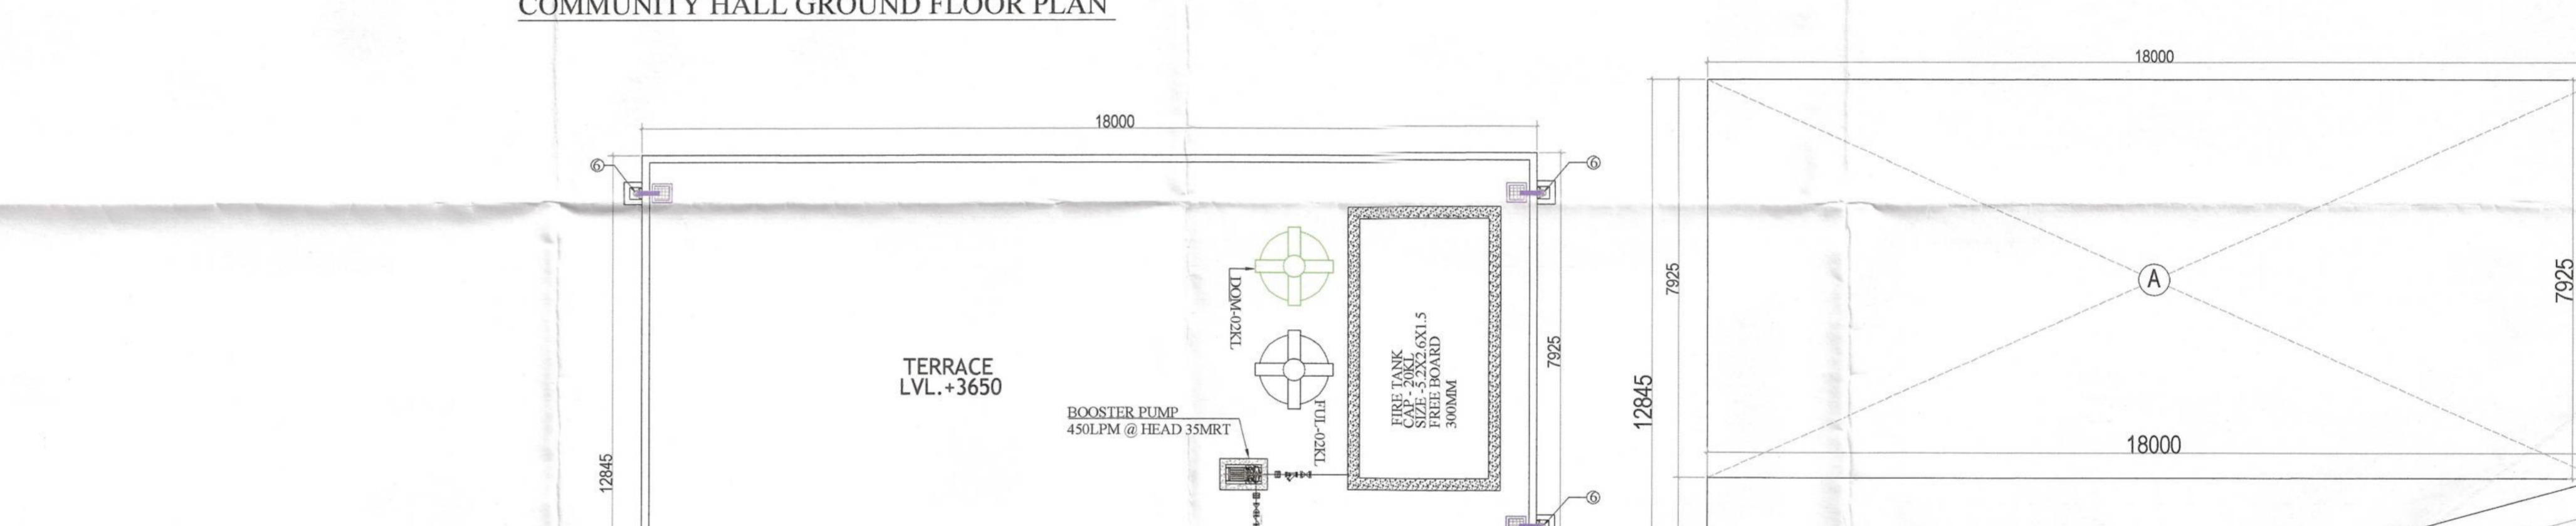 COMMUNITY HALL GROUND FLOOR PLAN
18000
18000
6
6
12845
7925
TERRACE
LVL.+3650
DOM-02KL
FUL-02KL
FIRE TANK
CAP - 20KL
SIZE -5.2X2.6X1.5
FREE BOARD
300MM
BOOSTER PUMP
450LPM @ HEAD 35MRT
6
12845
7925
A
7925
18000